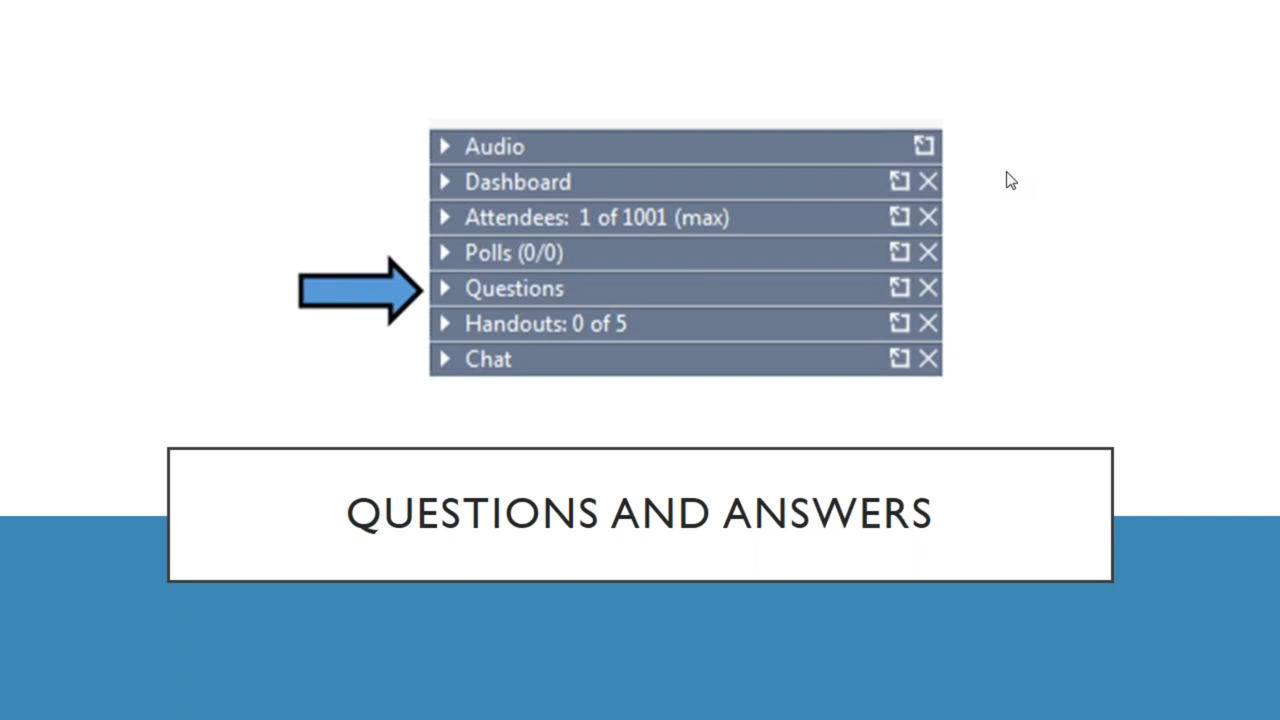 Audio
Dashboard
Attendees: 1 of 1001 (max)
Polls (0/0)
Questions
Handouts: 0 of 5
Chat
QUESTIONS AND ANSWERS